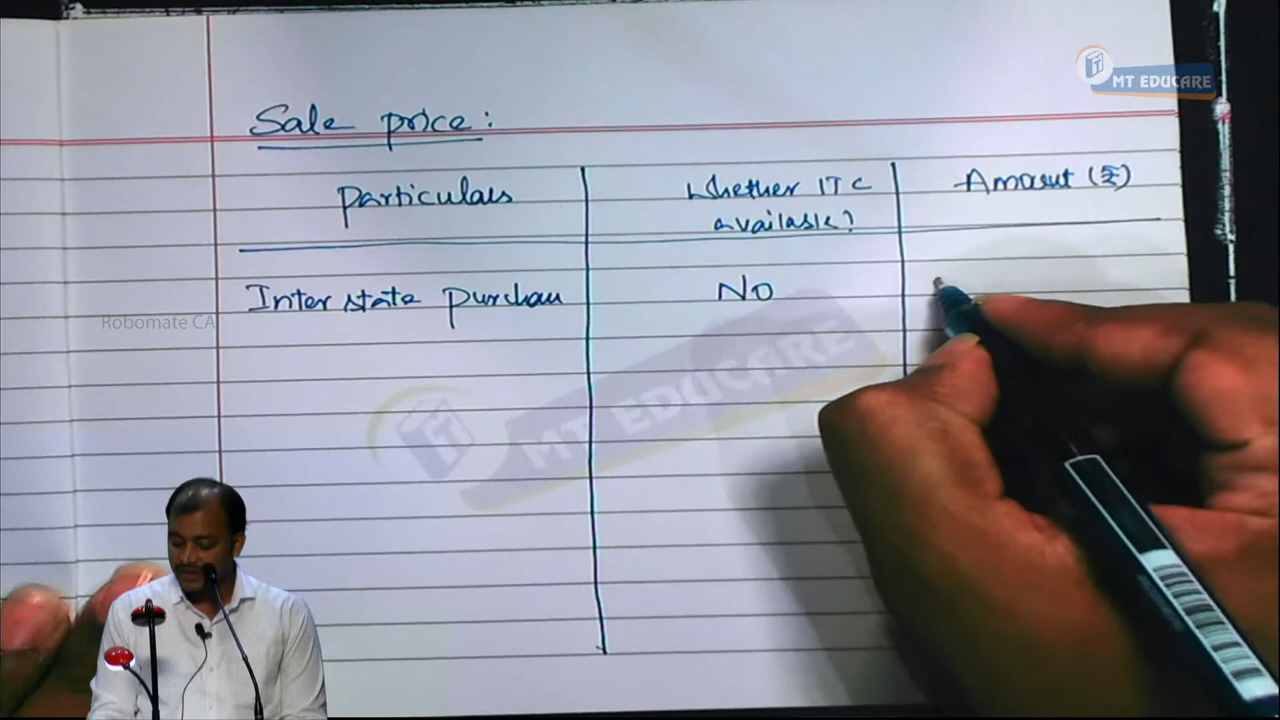 MT EDUCARE
Sale price:
Particulars
Whether ITC
available?
Amount (₹)
Inter state purchase
No
Robomate CA
MT EDUCARE